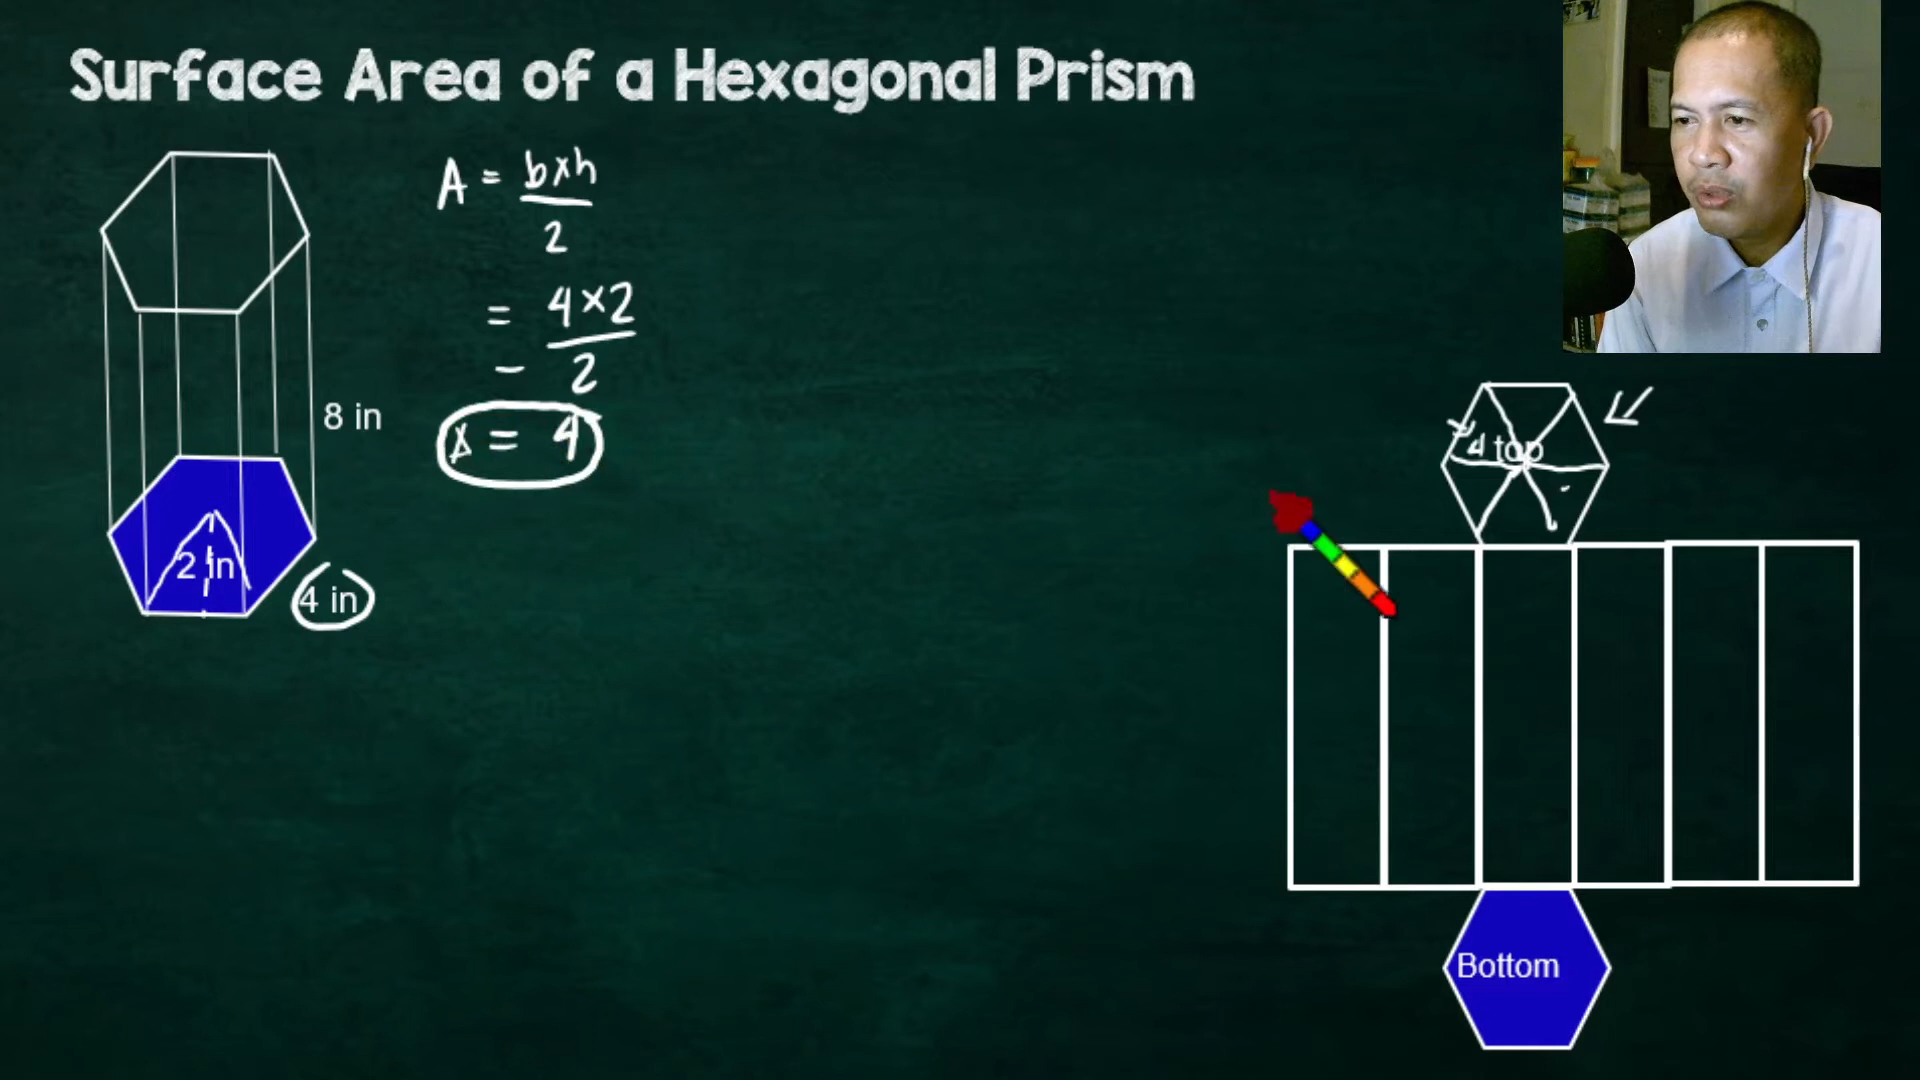 Surface Area of a Hexagonal Prism
A = b×h
2
= 4×2
– 2
A = 4
8 in
2 in
4 in
4 top
Bottom